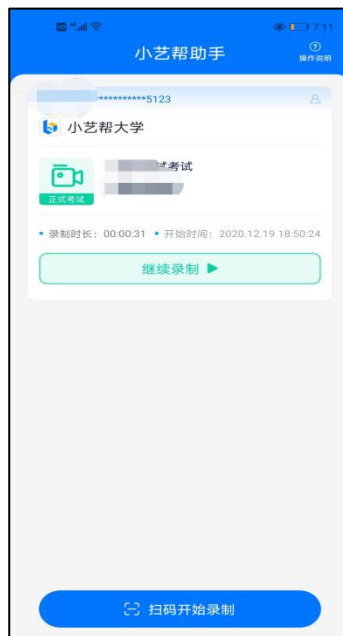 7:11
小艺帮助手
操作说明
**********5123
小艺帮大学
试考试
正式考试
• 录制时长：00:00:31 • 开始时间：2020.12.19 18:50:24
继续录制 ▶
扫码开始录制